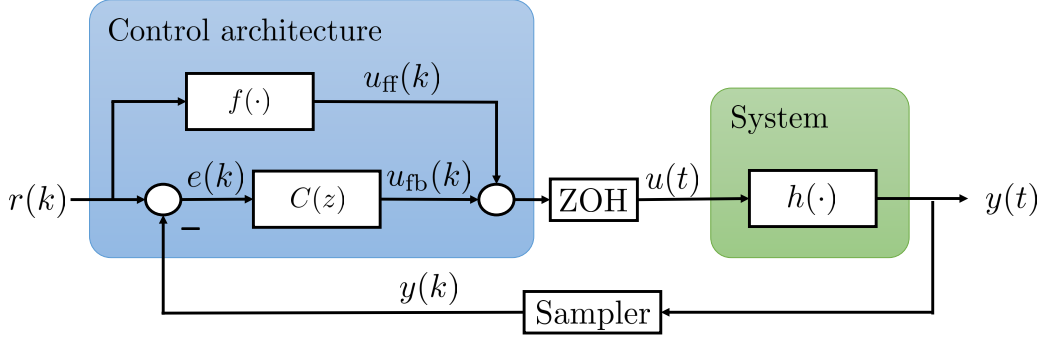 Control architecture
f(·)
u_ff(k)
System
r(k)
e(k)
C(z)
u_fb(k)
ZOH
u(t)
h(·)
y(t)
−
y(k)
Sampler